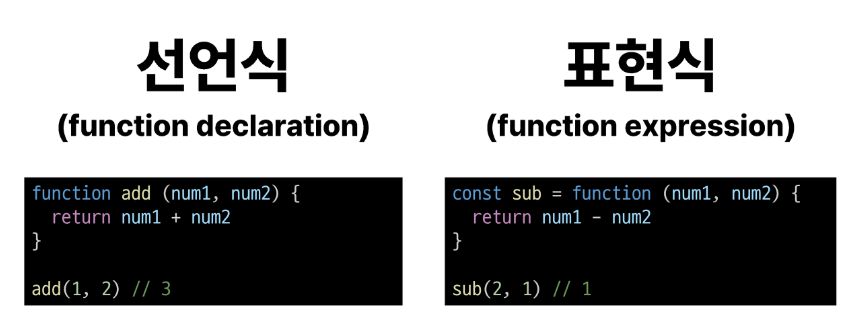 선언식
(function declaration)
function add (num1, num2) {
  return num1 + num2
}
add(1, 2) // 3
표현식
(function expression)
const sub = function (num1, num2) {
  return num1 - num2
}
sub(2, 1) // 1